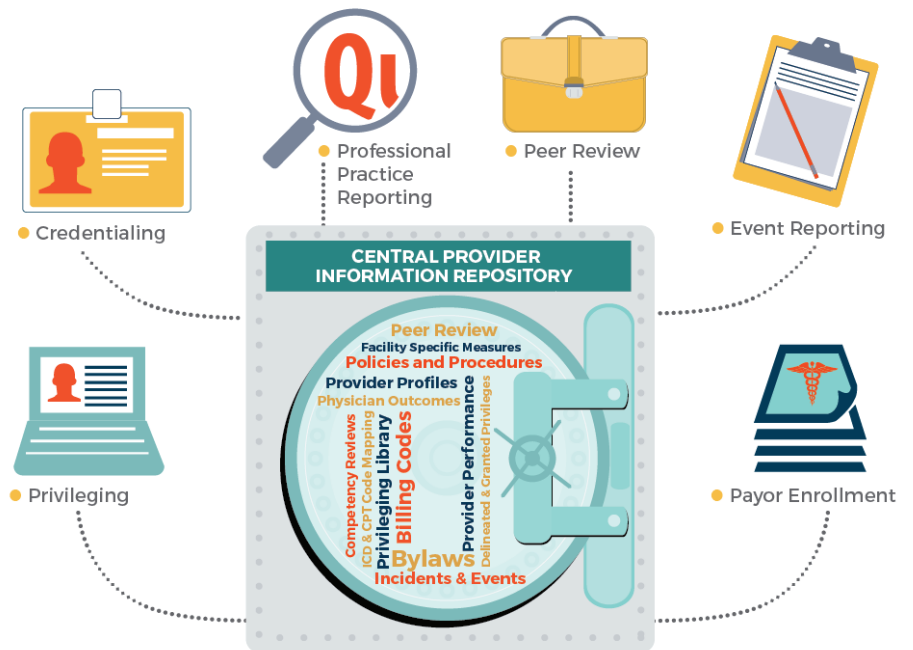 QI
Professional
Practice
Reporting
Peer Review
Credentialing
Event Reporting
CENTRAL PROVIDER
INFORMATION REPOSITORY
Peer Review
Facility Specific Measures
Policies and Procedures
Provider Profiles
Physician Outcomes
Competency Reviews
ICD & CPT Code Mapping
Privileging Library
Billing Codes
Provider Performance
Delineated & Granted Privileges
Bylaws
Incidents & Events
Privileging
Payor Enrollment